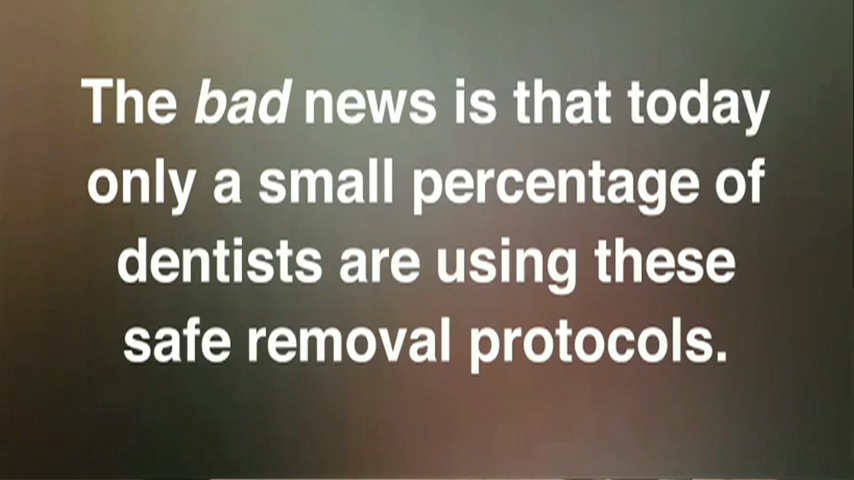 The bad news is that today
only a small percentage of
dentists are using these
safe removal protocols.